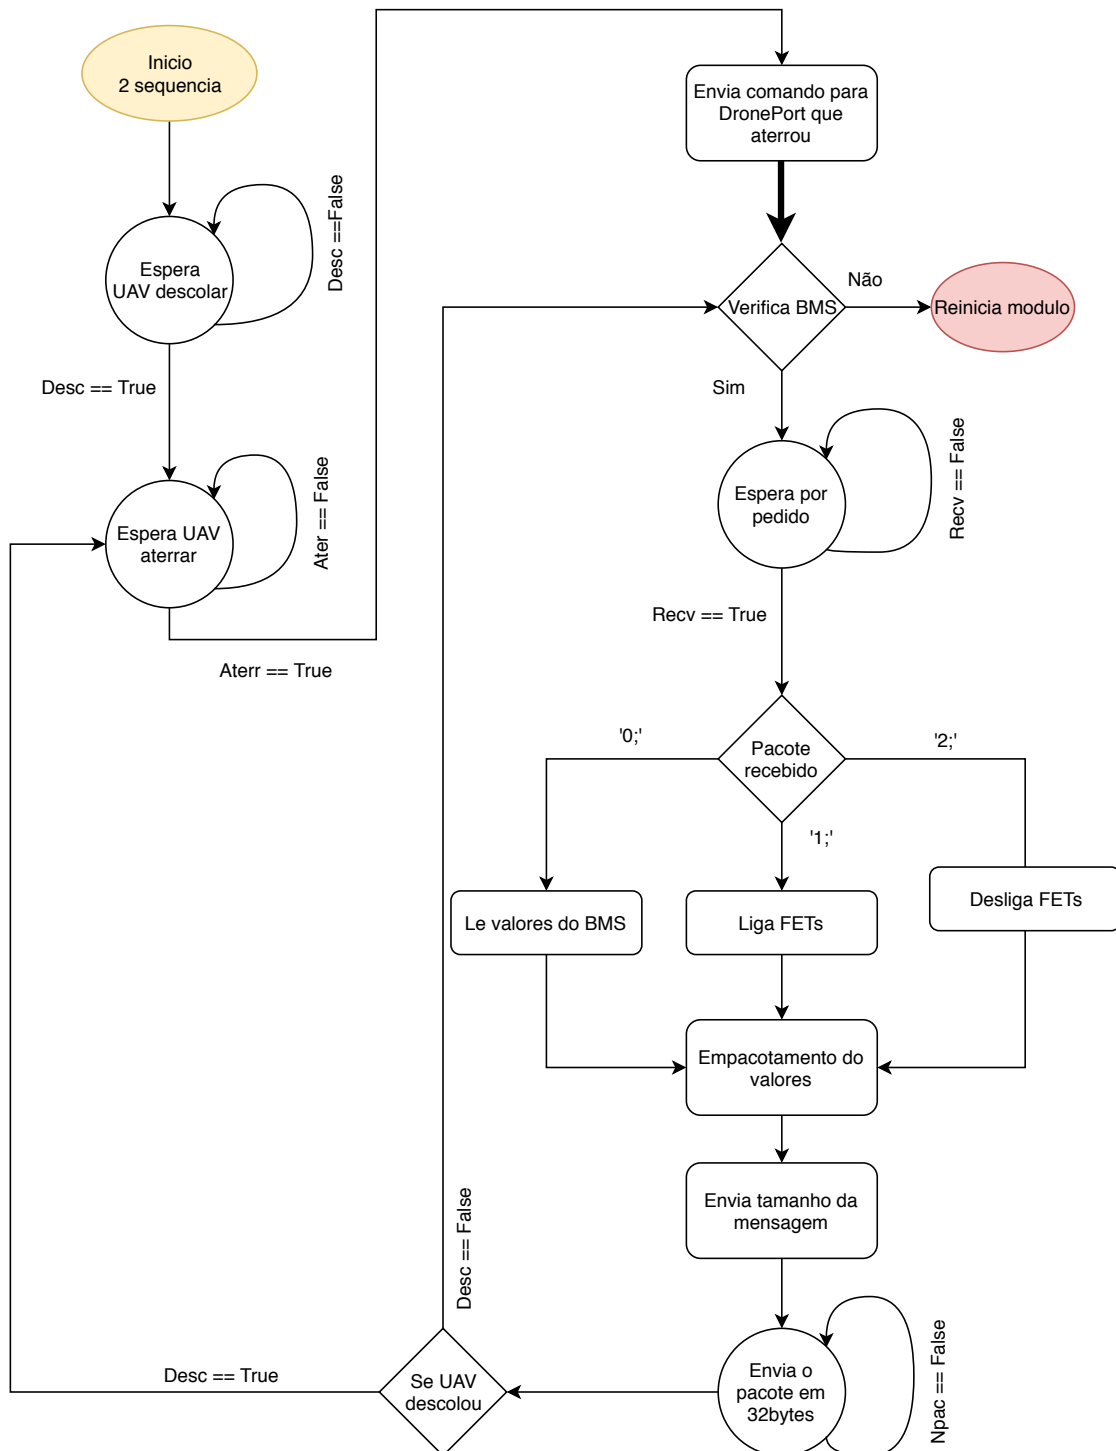 Inicio
2 sequencia
Envia comando para
DronePort que
aterrou
Desc ==False
Espera
UAV descolar
Verifica BMS
Não
Reinicia modulo
Desc == True
Sim
Ater == False
Espera UAV
aterrar
Recv == False
Espera por
pedido
Aterr == True
Recv == True
Pacote
recebido
'0;'
'2;'
'1;'
Le valores do BMS
Liga FETs
Desliga FETs
Empacotamento do
valores
Envia tamanho da
mensagem
Desc == False
Envia o
pacote em
32bytes
Npac == False
Se UAV
descolou
Desc == True